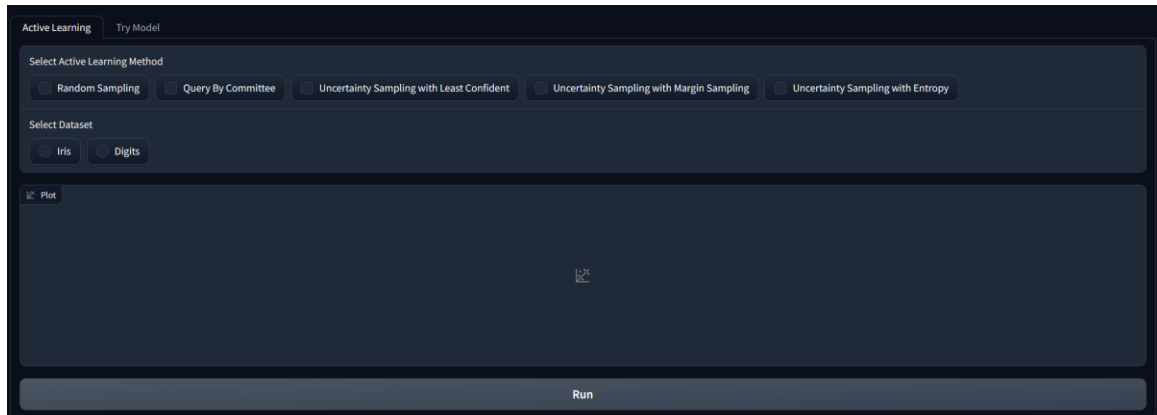 Active Learning Try Model
Select Active Learning Method
Random Sampling Query By Committee Uncertainty Sampling with Least Confident Uncertainty Sampling with Margin Sampling Uncertainty Sampling with Entropy
Select Dataset
Iris Digits
Plot
Run